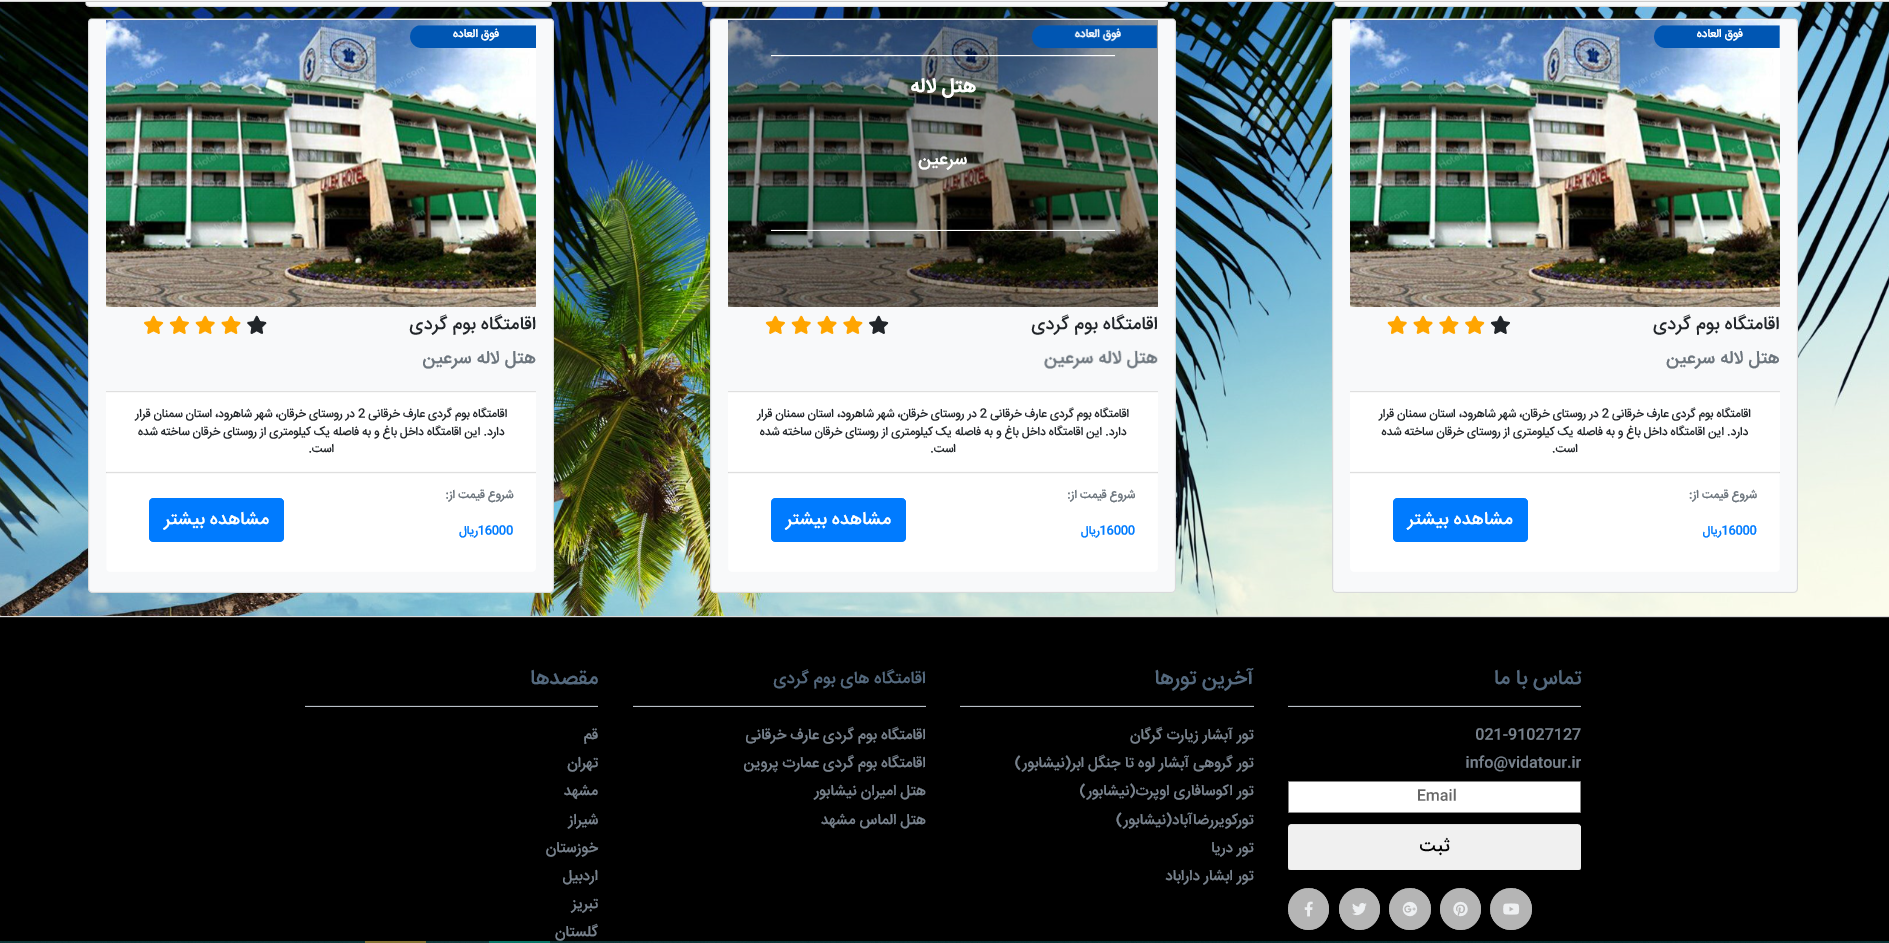 فوق العاده
LALEH HOTEL
اقامتگاه بوم گردی
هتل لاله سرعین
اقامتگاه بوم گردی عارف خرقانی 2 در روستای خرقان، شهر شاهرود، استان سمنان قرار
دارد. این اقامتگاه داخل باغ و به فاصله یک کیلومتری از روستای خرقان ساخته شده
است.
شروع قیمت از:
16000ریال
مشاهده بیشتر
فوق العاده
هتل لاله
سرعین
LALEH HOTEL
اقامتگاه بوم گردی
هتل لاله سرعین
اقامتگاه بوم گردی عارف خرقانی 2 در روستای خرقان، شهر شاهرود، استان سمنان قرار
دارد. این اقامتگاه داخل باغ و به فاصله یک کیلومتری از روستای خرقان ساخته شده
است.
شروع قیمت از:
16000ریال
مشاهده بیشتر
فوق العاده
LALEH HOTEL
اقامتگاه بوم گردی
هتل لاله سرعین
اقامتگاه بوم گردی عارف خرقانی 2 در روستای خرقان، شهر شاهرود، استان سمنان قرار
دارد. این اقامتگاه داخل باغ و به فاصله یک کیلومتری از روستای خرقان ساخته شده
است.
شروع قیمت از:
16000ریال
مشاهده بیشتر
تماس با ما
021-91027127
info@vidatour.ir
Email
ثبت
آخرین تورها
تور آبشار زیارت گرگان
تور گروهی آبشار لوه تا جنگل ابر(نیشابور)
تور اکوسافاری اوپرت(نیشابور)
تورکویررضاآباد(نیشابور)
تور دریا
تور ابشار داراباد
اقامتگاه های بوم گردی
اقامتگاه بوم گردی عارف خرقانی
اقامتگاه بوم گردی عمارت پروین
هتل امیران نیشابور
هتل الماس مشهد
مقصدها
قم
تهران
مشهد
شیراز
خوزستان
اردبیل
تبریز
گلستان